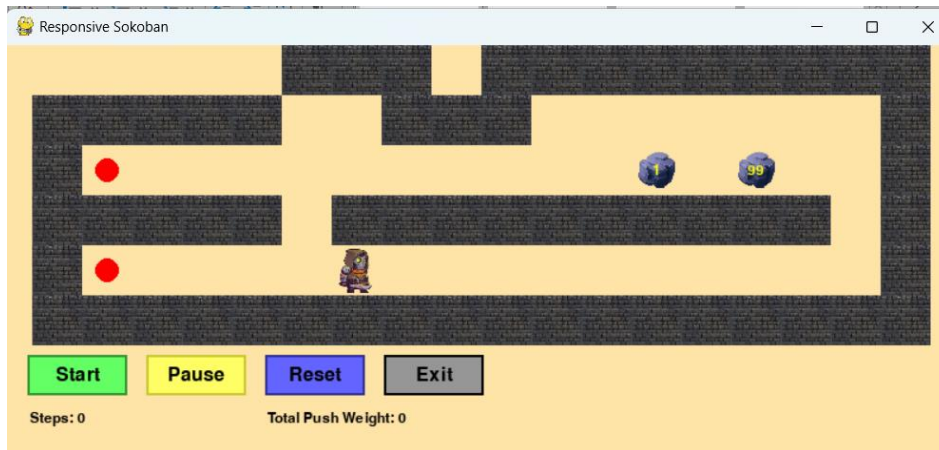 Responsive Sokoban
1 99
Start Pause Reset Exit
Steps: 0 Total Push Weight: 0